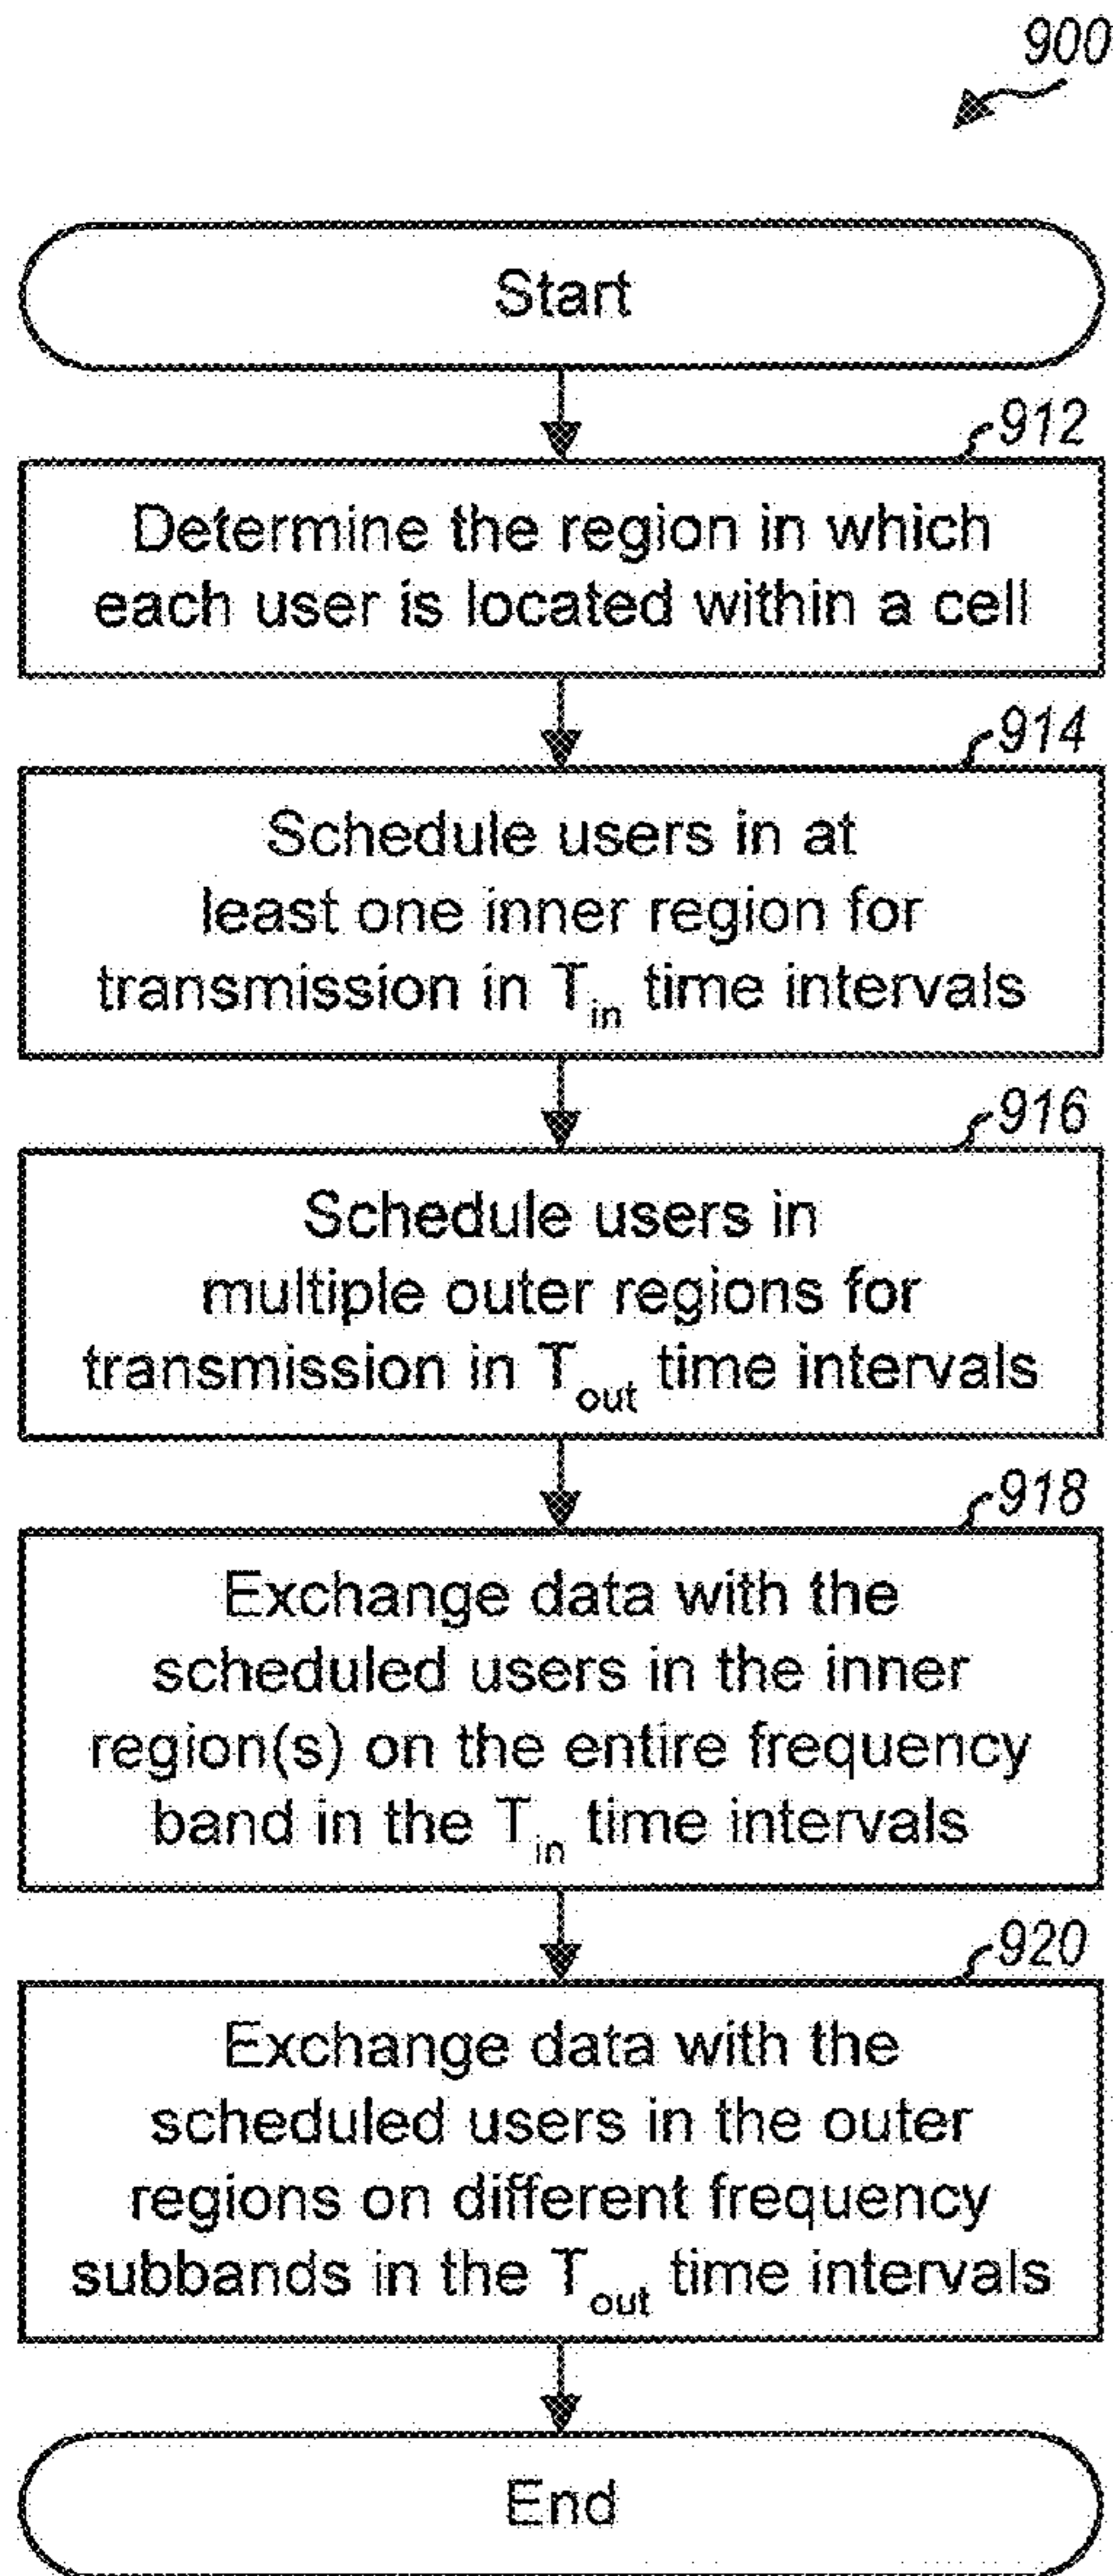 900
Start
912
Determine the region in which
each user is located within a cell
914
Schedule users in at
least one inner region for
transmission in T_in time intervals
916
Schedule users in
multiple outer regions for
transmission in T_out time intervals
918
Exchange data with the
scheduled users in the inner
region(s) on the entire frequency
band in the T_in time intervals
920
Exchange data with the
scheduled users in the outer
regions on different frequency
subbands in the T_out time intervals
End